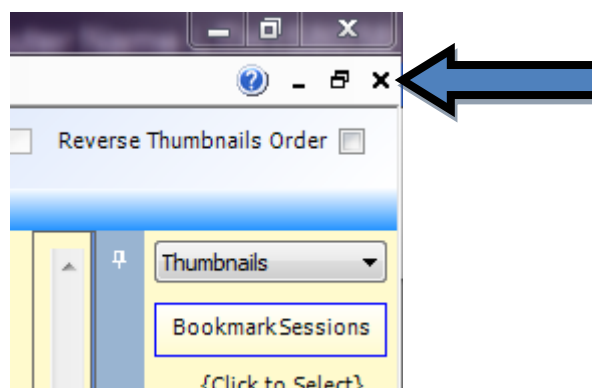 Reverse Thumbnails Order
Thumbnails
BookmarkSessions
{Click to Select}